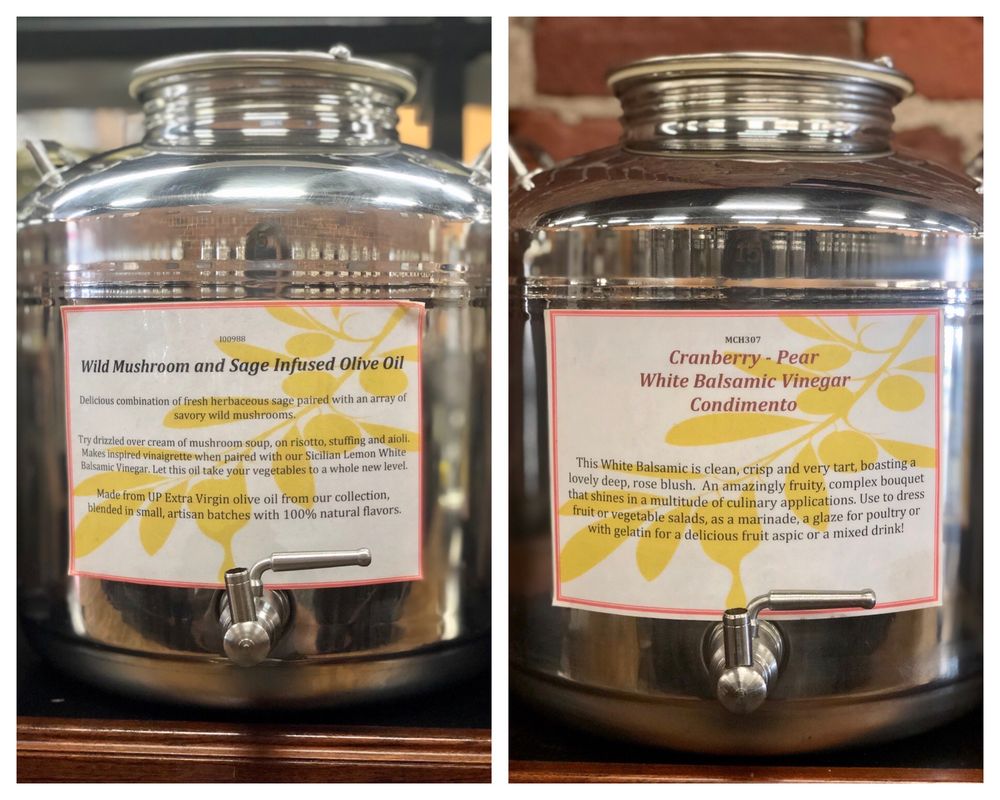 I00988
Wild Mushroom and Sage Infused Olive Oil
Delicious combination of fresh herbaceous sage paired with an array of
savory wild mushrooms.
Try drizzled over cream of mushroom soup, on risotto, stuffing and aioli.
Makes inspired vinaigrette when paired with our Sicilian Lemon White
Balsamic Vinegar. Let this oil take your vegetables to a whole new level.
Made from UP Extra Virgin olive oil from our collection,
blended in small, artisan batches with 100% natural flavors.
MCH307
Cranberry - Pear
White Balsamic Vinegar
Condimento
This White Balsamic is clean, crisp and very tart, boasting a
lovely deep, rose blush. An amazingly fruity, complex bouquet
that shines in a multitude of culinary applications. Use to dress
fruit or vegetable salads, as a marinade, a glaze for poultry or
with gelatin for a delicious fruit aspic or a mixed drink!